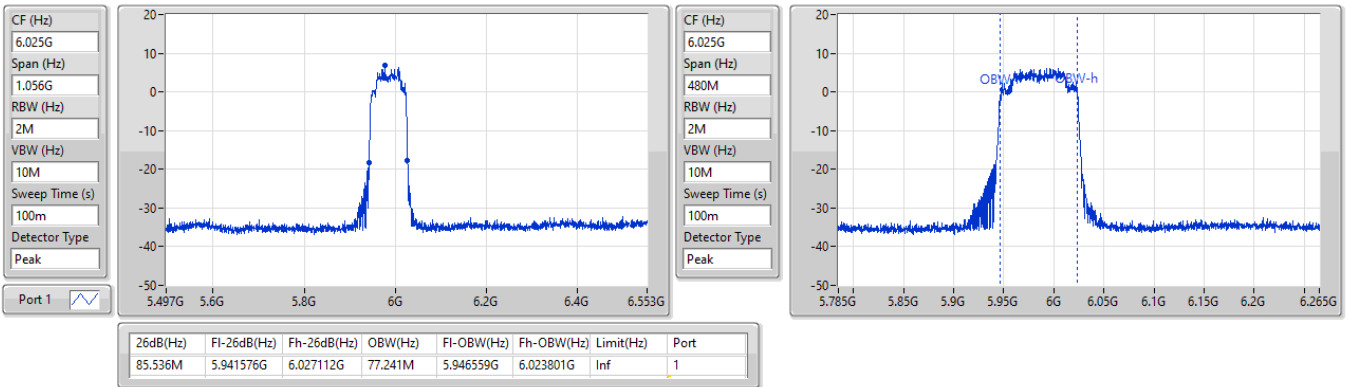 CF (Hz)
6.025G
Span (Hz)
1.056G
RBW (Hz)
2M
VBW (Hz)
10M
Sweep Time (s)
100m
Detector Type
Peak
Port 1
20
10
0
-10
-20
-30
-40
-50
5.497G 5.6G 5.8G 6G 6.2G 6.4G 6.553G
CF (Hz)
6.025G
Span (Hz)
480M
RBW (Hz)
2M
VBW (Hz)
10M
Sweep Time (s)
100m
Detector Type
Peak
20
10
0
-10
-20
-30
-40
-50
OBW OBW-h
5.785G 5.85G 5.9G 5.95G 6G 6.05G 6.1G 6.15G 6.2G 6.265G
26dB(Hz) Fl-26dB(Hz) Fh-26dB(Hz) OBW(Hz) Fl-OBW(Hz) Fh-OBW(Hz) Limit(Hz) Port
85.536M 5.941576G 6.027112G 77.241M 5.946559G 6.023801G Inf 1